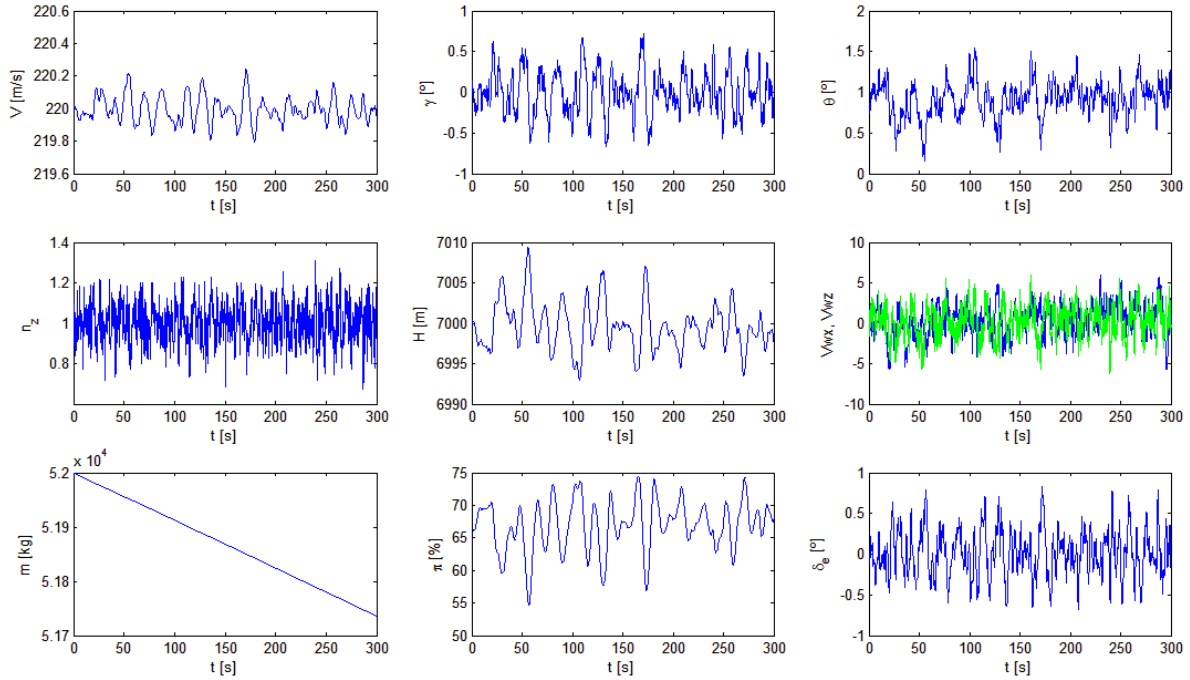 220.6
220.4
220.2
220
219.8
219.6
V [m/s]
0 50 100 150 200 250 300
t [s]
1
0.5
0
-0.5
-1
γ [º]
0 50 100 150 200 250 300
t [s]
2
1.5
1
0.5
0
θ [º]
0 50 100 150 200 250 300
t [s]
1.4
1.2
1
0.8
n_z
0 50 100 150 200 250 300
t [s]
7010
7005
7000
6995
6990
H [m]
0 50 100 150 200 250 300
t [s]
10
5
0
-5
-10
Vwx, Vwz
0 50 100 150 200 250 300
t [s]
x 10^4
5.2
5.19
5.18
5.17
m [kg]
0 50 100 150 200 250 300
t [s]
75
70
65
60
55
50
π [%]
0 50 100 150 200 250 300
t [s]
1
0.5
0
-0.5
-1
δ_e [º]
0 50 100 150 200 250 300
t [s]